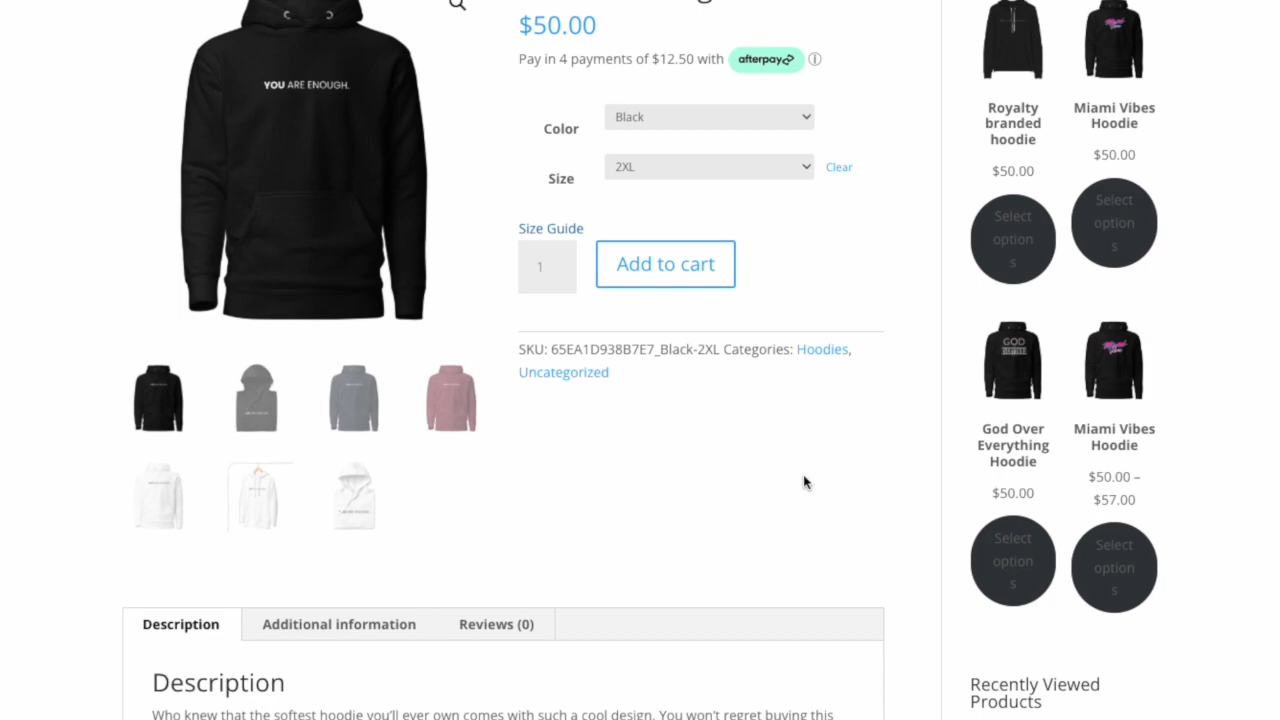 $50.00
Pay in 4 payments of $12.50 with afterpay
YOU ARE ENOUGH.
Color
Black
Size
2XL
Clear
Size Guide
1
Add to cart
SKU: 65EA1D938B7E7_Black-2XL Categories: Hoodies,
Uncategorized
Description
Additional information
Reviews (0)
Description
Who knew that the softest hoodie you'll ever own comes with such a cool design. You won't regret buying this
Royalty
branded
hoodie
$50.00
Select
option
s
Miami Vibes
Hoodie
$50.00
Select
option
s
GOD
God Over
Everything
Hoodie
$50.00
Select
option
s
Miami Vibes
Hoodie
$50.00 –
$57.00
Select
option
s
Recently Viewed
Products